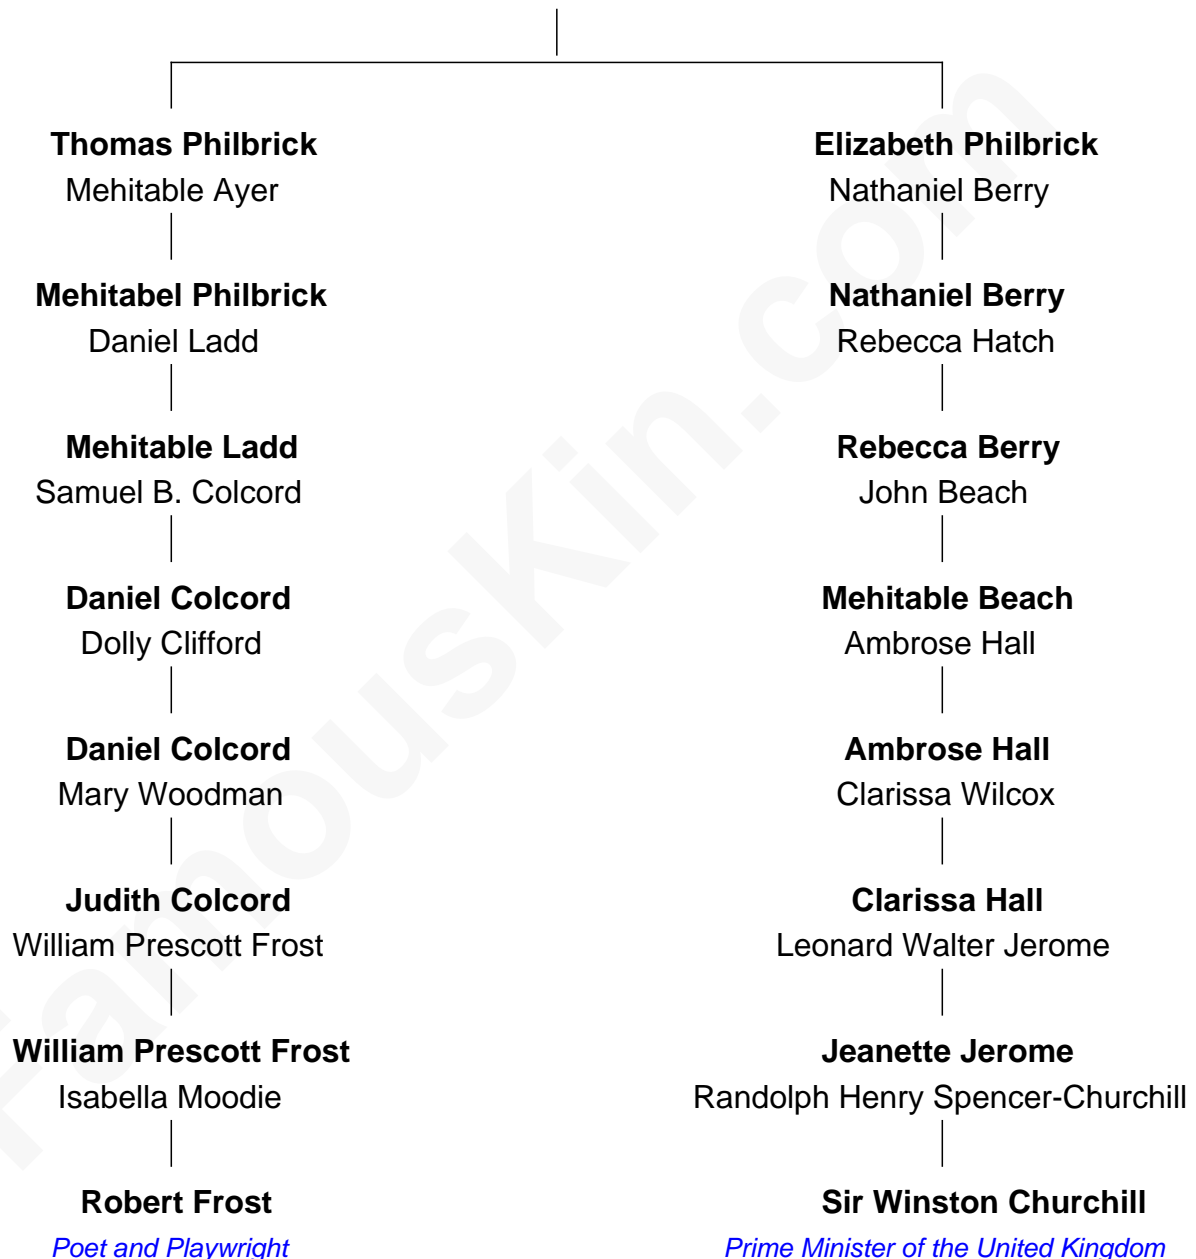 Thomas Philbrick
Mehitable Ayer
Mehitabel Philbrick
Daniel Ladd
Mehitable Ladd
Samuel B. Colcord
Daniel Colcord
Dolly Clifford
Daniel Colcord
Mary Woodman
Judith Colcord
William Prescott Frost
William Prescott Frost
Isabella Moodie
Robert Frost
Poet and Playwright
Elizabeth Philbrick
Nathaniel Berry
Nathaniel Berry
Rebecca Hatch
Rebecca Berry
John Beach
Mehitable Beach
Ambrose Hall
Ambrose Hall
Clarissa Wilcox
Clarissa Hall
Leonard Walter Jerome
Jeanette Jerome
Randolph Henry Spencer-Churchill
Sir Winston Churchill
Prime Minister of the United Kingdom
FamousKin.com